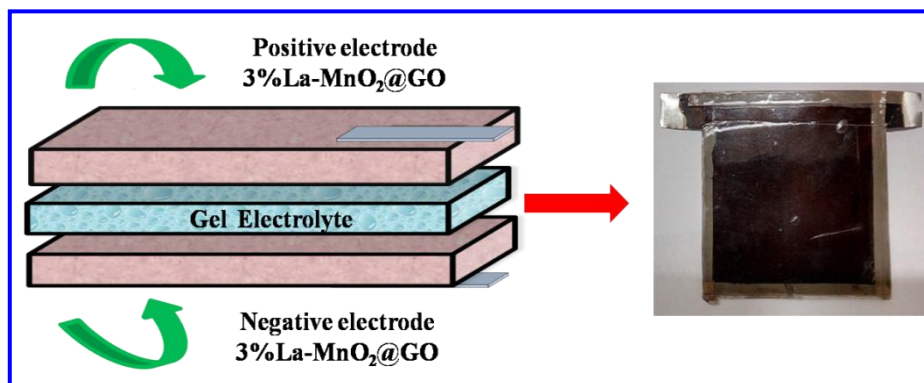 Positive electrode
3%La-MnO₂@GO
Gel Electrolyte
Negative electrode
3%La-MnO₂@GO